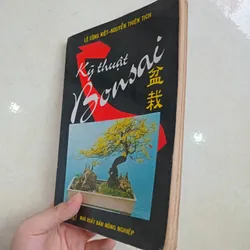 LÊ CÔNG KIỆT-NGUYỄN THIỆN TỊCH
Kỹ thuật
Bonsai
盆栽
NHÀ XUẤT BẢN NÔNG NGHIỆP